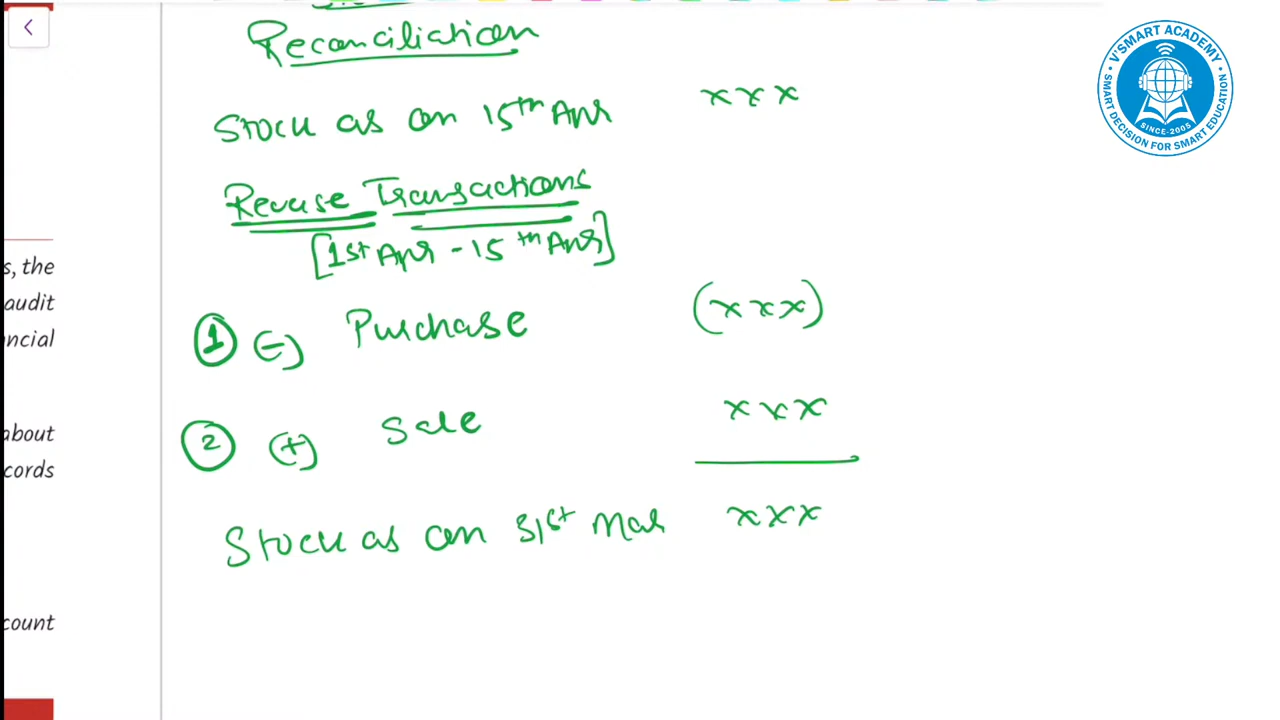 Reconciliation
Stock as on 15th Apr xxx
Reverse Transactions
[1st Apr - 15th Apr]
1 (-) Purchase (xxx)
2 (+) Sale xxx
Stock as on 31st Mar xxx
s, the
audit
ncial
about
cords
count
V'SMART ACADEMY
SINCE-2005
SMART DECISION FOR SMART EDUCATION